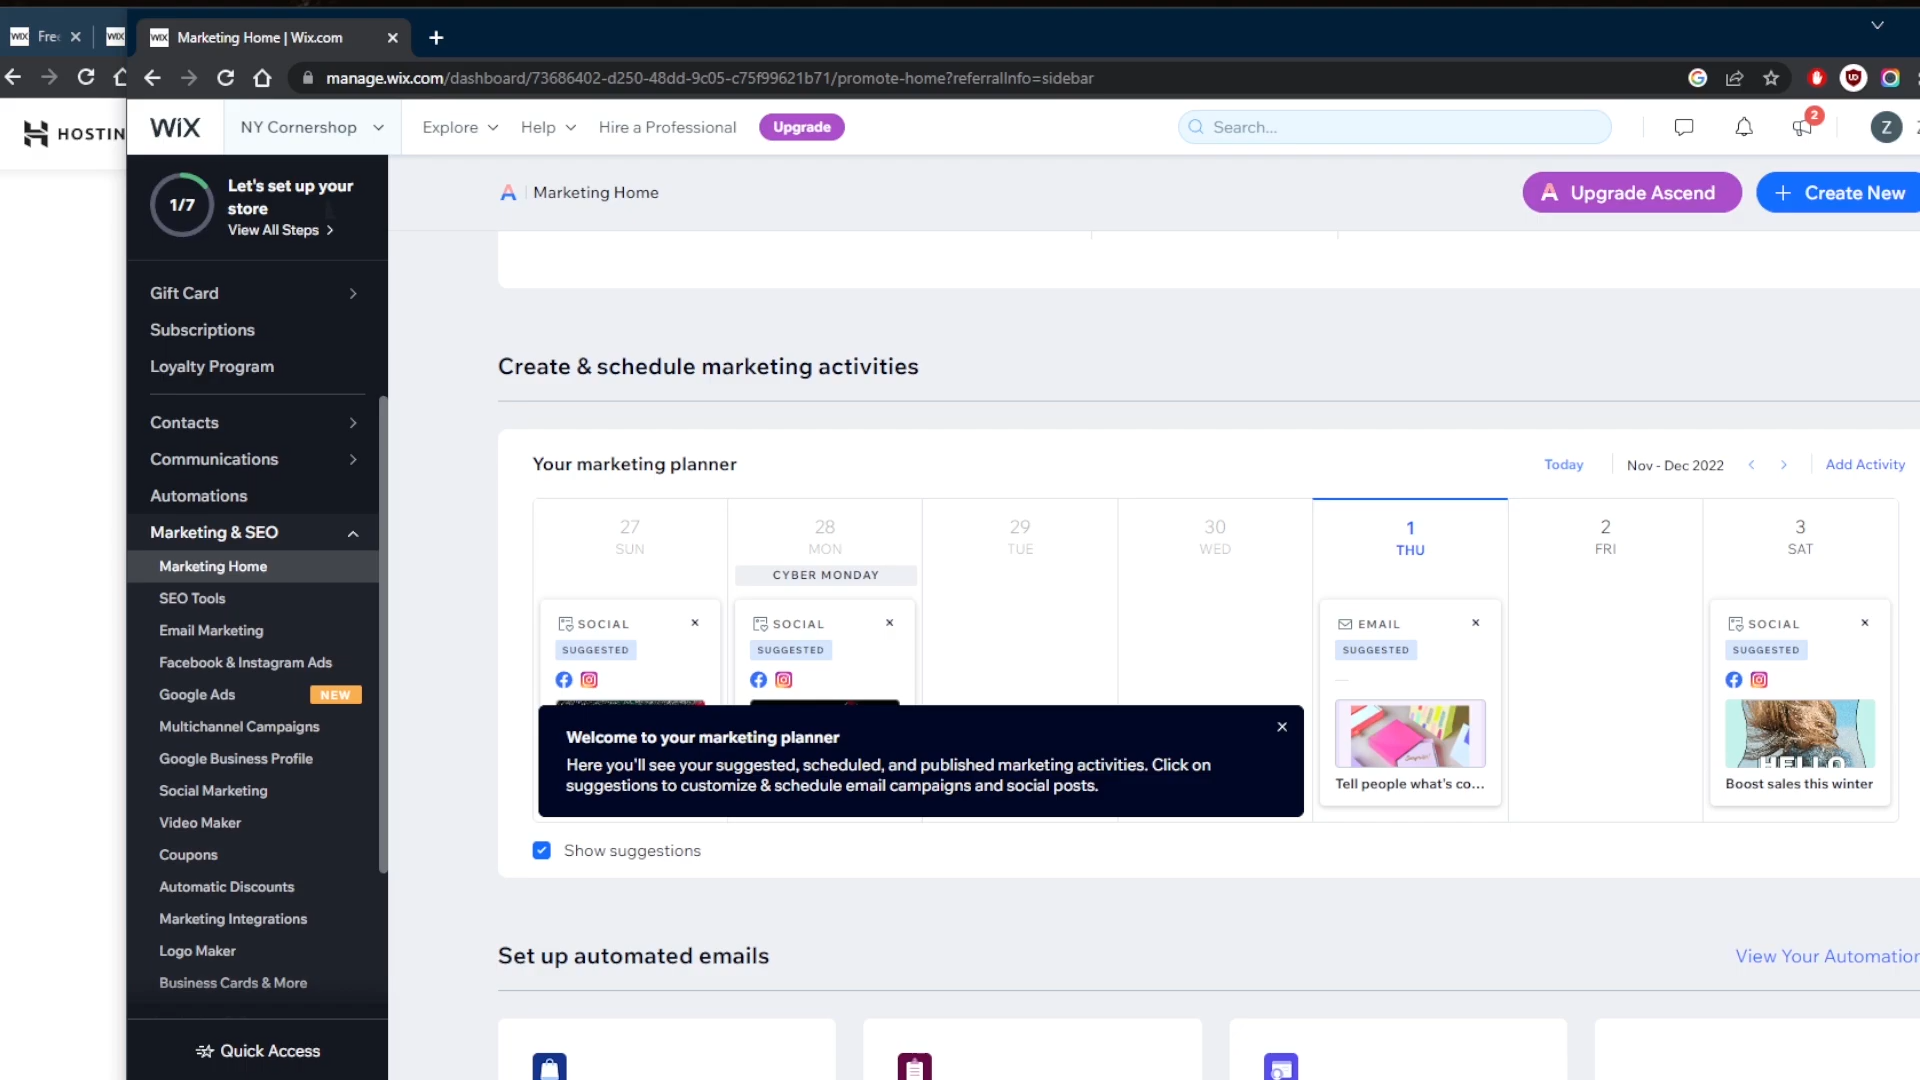 WIX Free
WIX
WIX Marketing Home | Wix.com
manage.wix.com/dashboard/73686402-d250-48dd-9c05-c75f99621b71/promote-home?referralInfo=sidebar
HOSTIN
WIX
NY Cornershop
Explore
Help
Hire a Professional
Upgrade
Search...
2
Z
1/7
Let's set up your
store
View All Steps >
Marketing Home
Upgrade Ascend
+ Create New
Gift Card
Subscriptions
Loyalty Program
Contacts
Communications
Automations
Marketing & SEO
Marketing Home
SEO Tools
Email Marketing
Facebook & Instagram Ads
Google Ads NEW
Multichannel Campaigns
Google Business Profile
Social Marketing
Video Maker
Coupons
Automatic Discounts
Marketing Integrations
Logo Maker
Business Cards & More
Quick Access
Create & schedule marketing activities
Your marketing planner
Today
Nov - Dec 2022
Add Activity
27 28 29 30 1 2 3
SUN MON TUE WED THU FRI SAT
CYBER MONDAY
SOCIAL SOCIAL EMAIL SOCIAL
SUGGESTED SUGGESTED SUGGESTED SUGGESTED
HELLO
Tell people what's co... Boost sales this winter
Welcome to your marketing planner
Here you'll see your suggested, scheduled, and published marketing activities. Click on
suggestions to customize & schedule email campaigns and social posts.
Show suggestions
Set up automated emails
View Your Automation